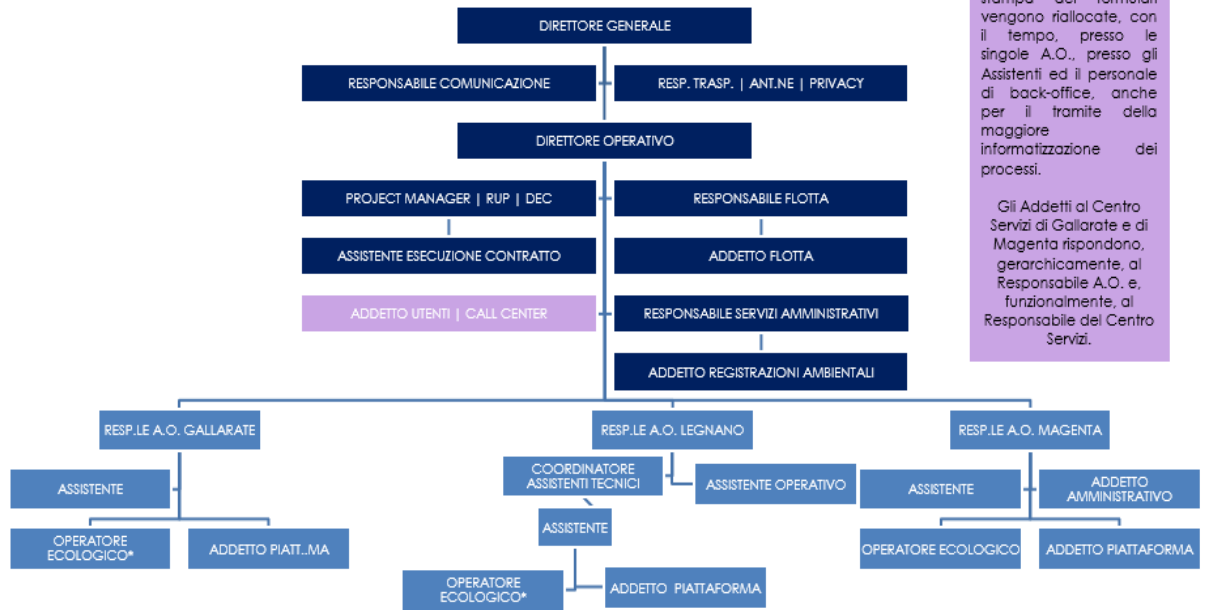 DIRETTORE GENERALE
RESPONSABILE COMUNICAZIONE
RESP. TRASP. | ANT.NE | PRIVACY
DIRETTORE OPERATIVO
PROJECT MANAGER | RUP | DEC
RESPONSABILE FLOTTA
ASSISTENTE ESECUZIONE CONTRATTO
ADDETTO FLOTTA
ADDETTO UTENTI | CALL CENTER
RESPONSABILE SERVIZI AMMINISTRATIVI
ADDETTO REGISTRAZIONI AMBIENTALI
vengono riallocate, con
il tempo, presso le
singole A.O., presso gli
Assistenti ed il personale
di back-office, anche
per il tramite della
maggiore
informatizzazione dei
processi.
Gli Addetti al Centro
Servizi di Gallarate e di
Magenta rispondono,
gerarchicamente, al
Responsabile A.O. e,
funzionalmente, al
Responsabile del Centro
Servizi.
RESP.LE A.O. GALLARATE
ASSISTENTE
OPERATORE
ECOLOGICO*
ADDETTO PIATT..MA
RESP.LE A.O. LEGNANO
COORDINATORE
ASSISTENTI TECNICI
ASSISTENTE OPERATIVO
ASSISTENTE
OPERATORE
ECOLOGICO*
ADDETTO PIATTAFORMA
RESP.LE A.O. MAGENTA
ASSISTENTE
ADDETTO
AMMINISTRATIVO
OPERATORE ECOLOGICO
ADDETTO PIATTAFORMA